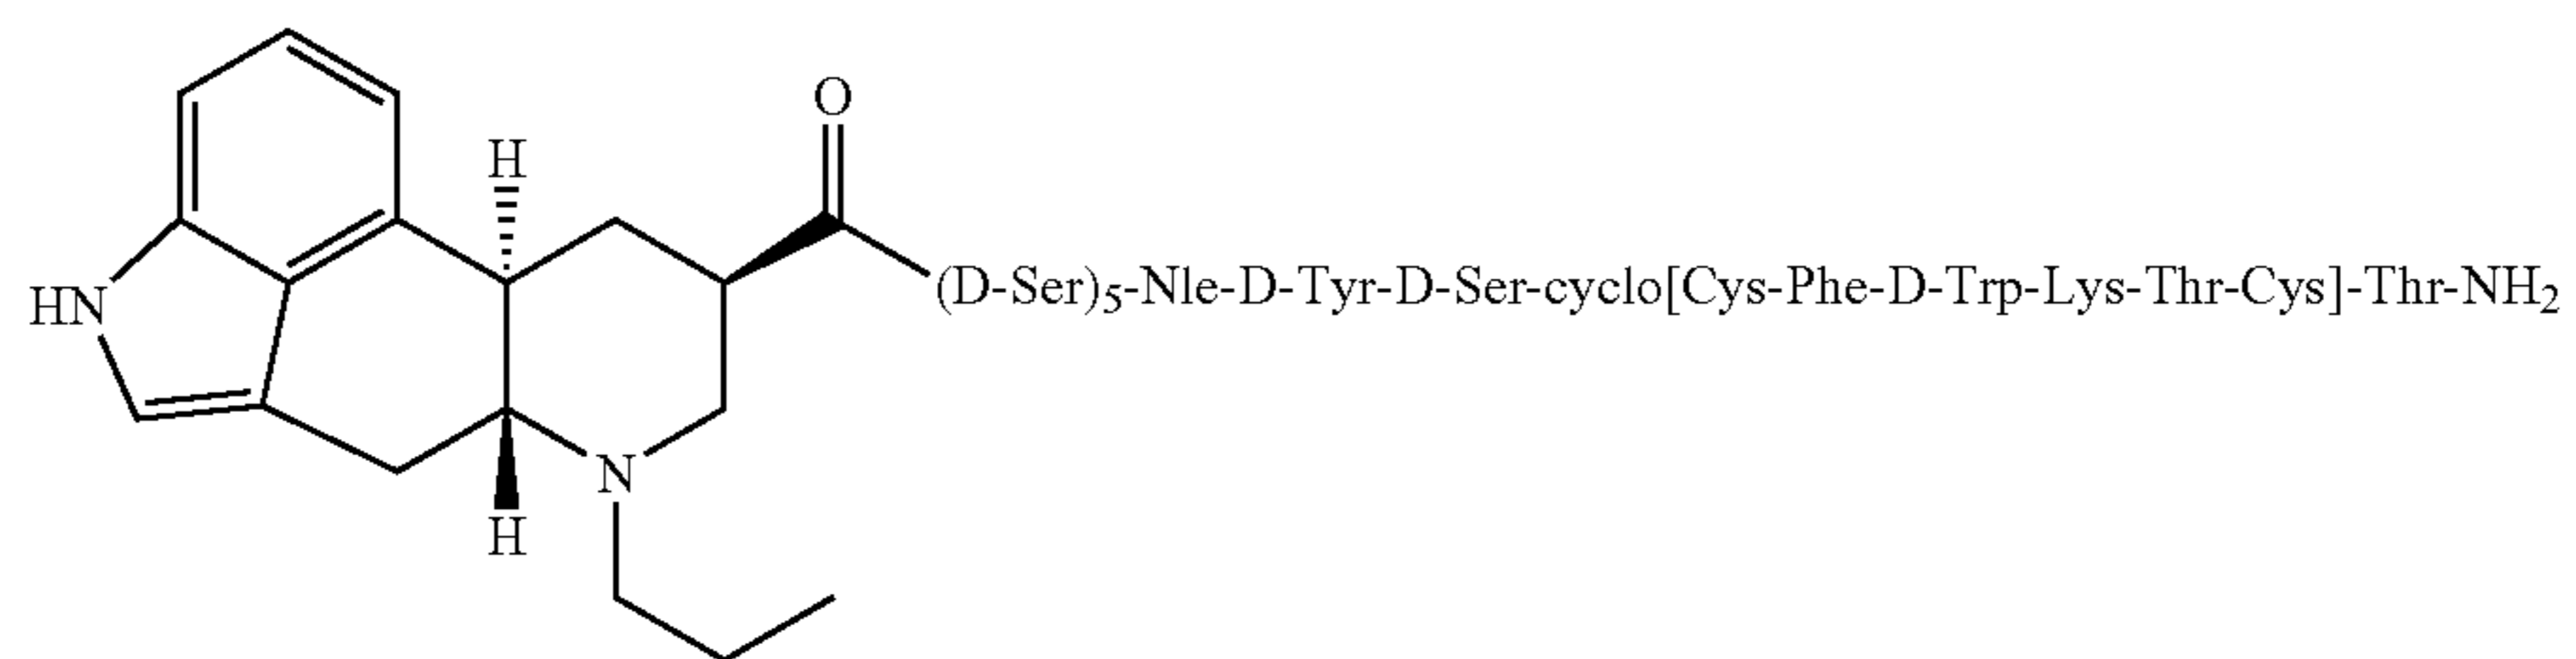 O
H
HN
(D-Ser)5-Nle-D-Tyr-D-Ser-cyclo[Cys-Phe-D-Trp-Lys-Thr-Cys]-Thr-NH2
N
H